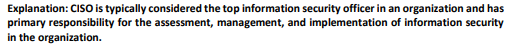 Explanation: CISO is typically considered the top information security officer in an organization and has
primary responsibility for the assessment, management, and implementation of information security
in the organization.